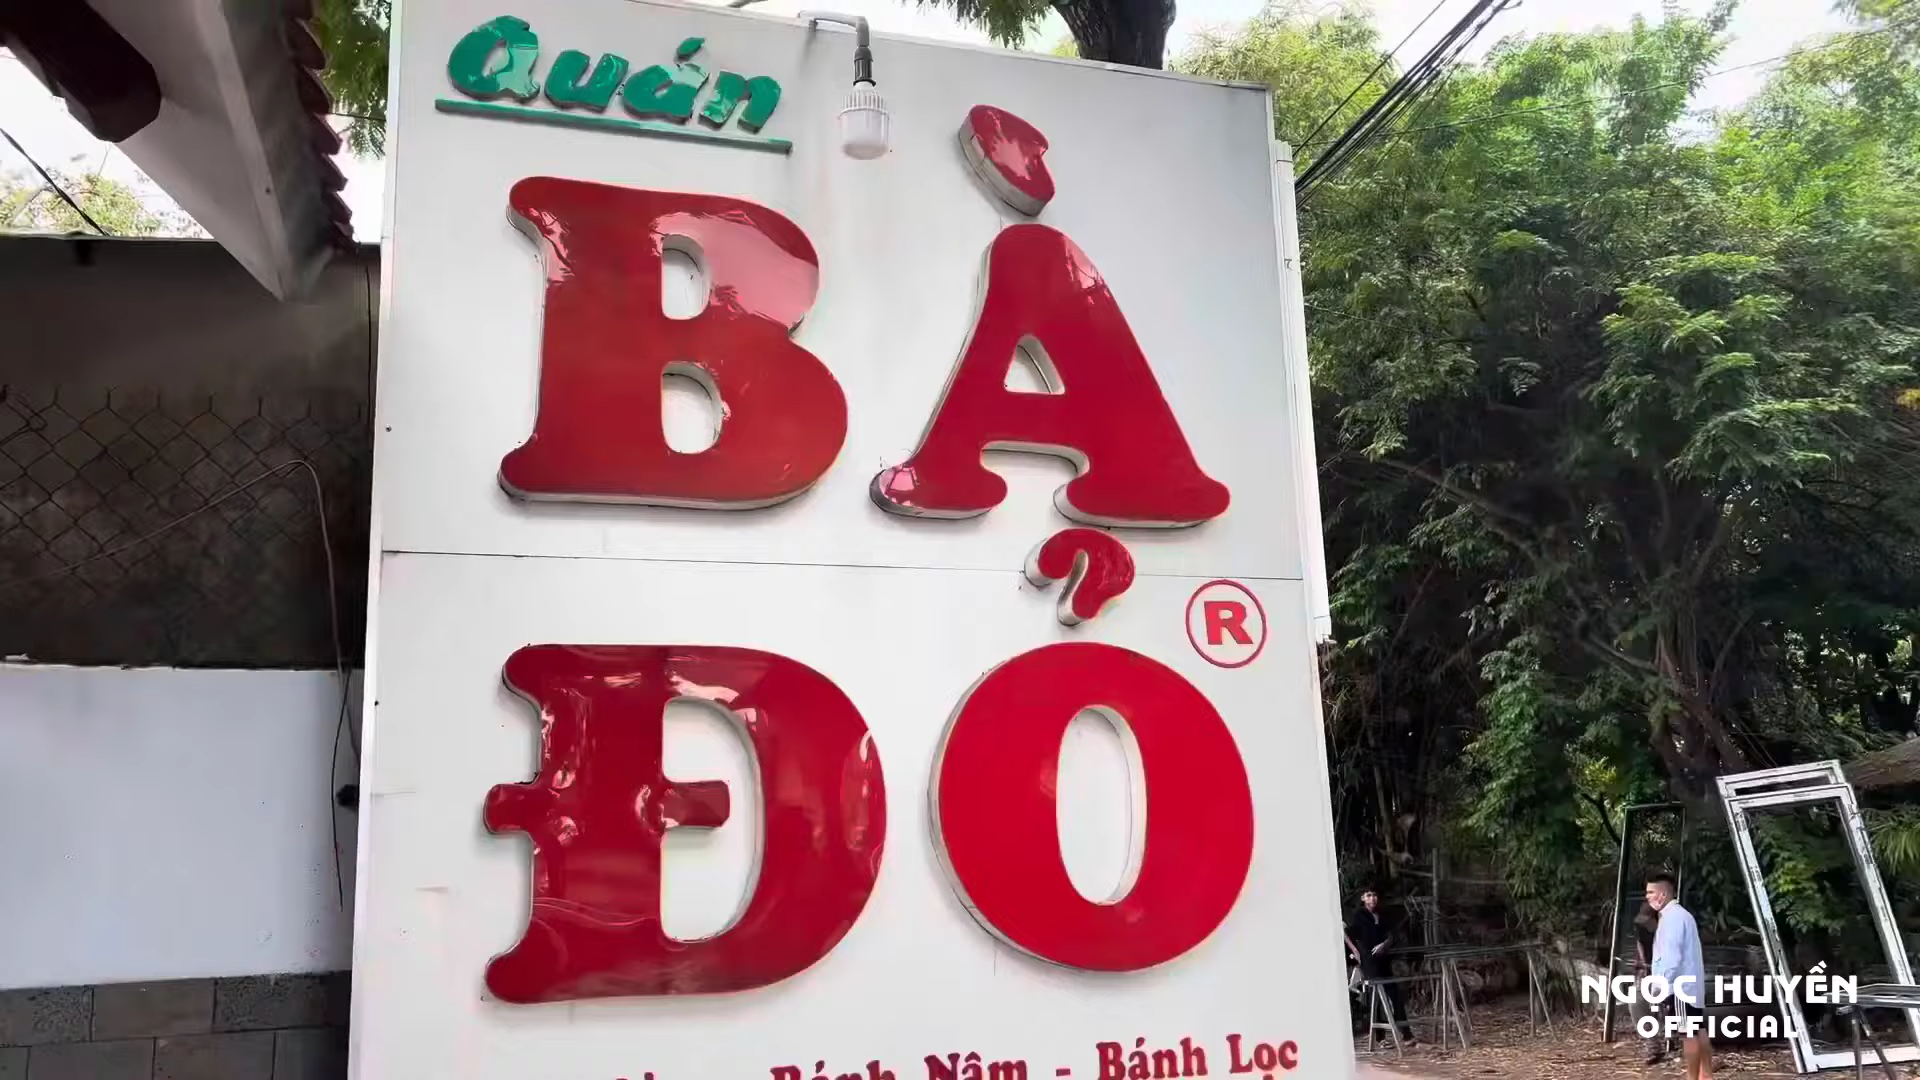 Quán
BÀ
ĐỎ ®
Bánh Nậm - Bánh Lọc
NGỌC HUYỀN
OFFICIAL